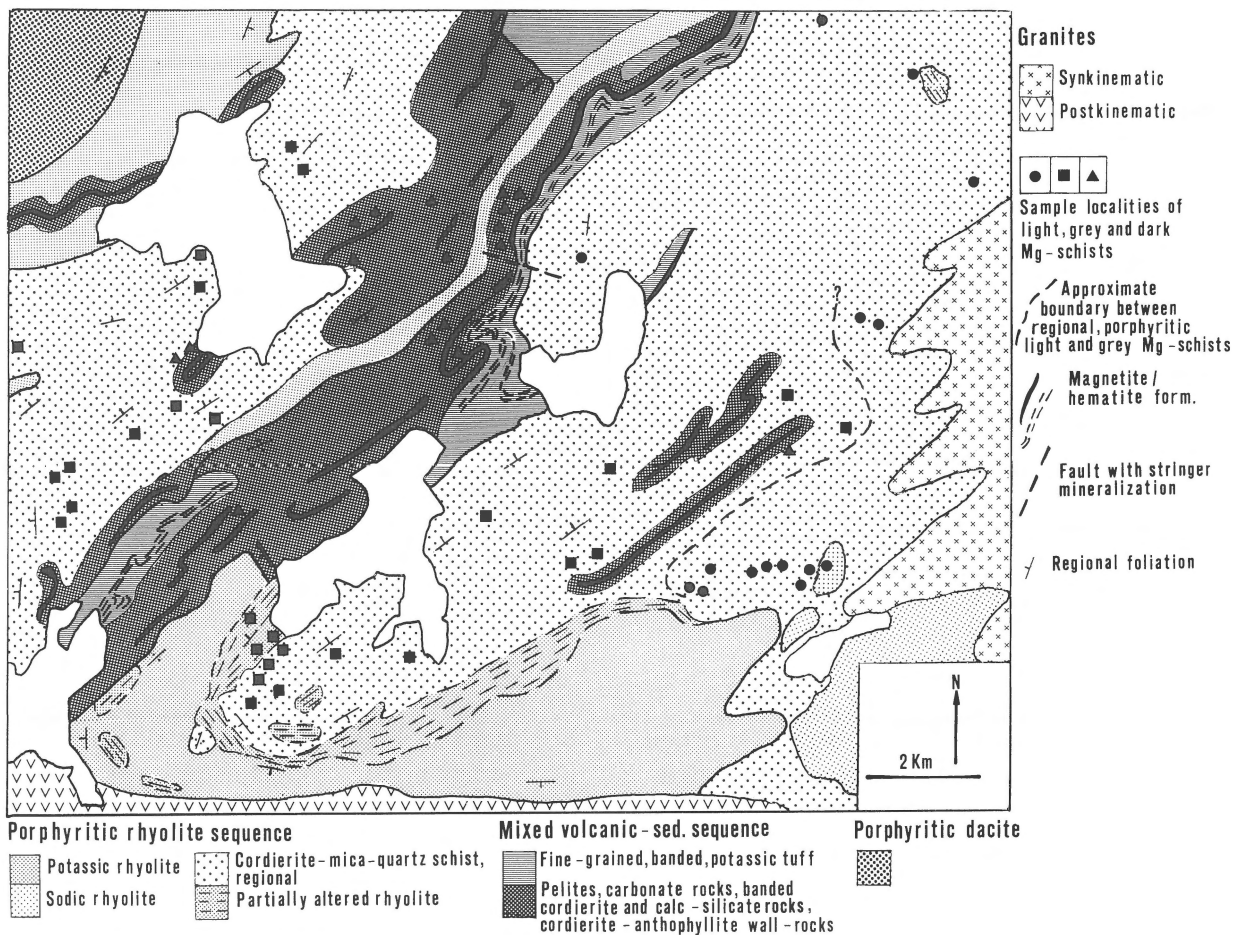 Granites
Synkinematic
Postkinematic
Sample localities of
light, grey and dark
Mg-schists
Approximate
boundary between
regional, porphyritic
light and grey Mg-schists
Magnetite/
hematite form.
Fault with stringer
mineralization
Regional foliation
N
2 Km
Porphyritic rhyolite sequence
Potassic rhyolite
Sodic rhyolite
Cordierite-mica-quartz schist,
regional
Partially altered rhyolite
Mixed volcanic-sed. sequence
Fine-grained, banded, potassic tuff
Pelites, carbonate rocks, banded
cordierite and calc-silicate rocks,
cordierite-anthophyllite wall-rocks
Porphyritic dacite